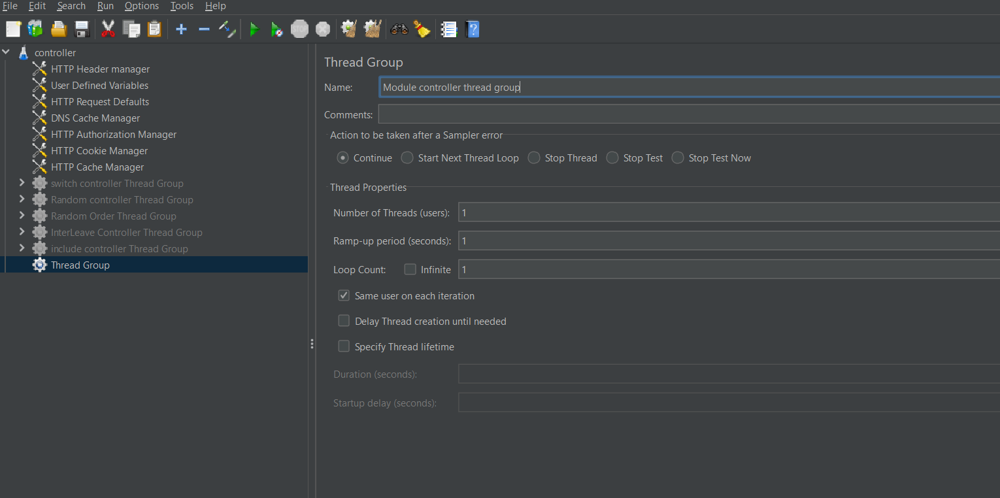 File Edit Search Run Options Tools Help
STOP
controller
HTTP Header manager
User Defined Variables
HTTP Request Defaults
DNS Cache Manager
HTTP Authorization Manager
HTTP Cookie Manager
HTTP Cache Manager
switch controller Thread Group
Random controller Thread Group
Random Order Thread Group
InterLeave Controller Thread Group
include controller Thread Group
Thread Group
Thread Group
Name: Module controller thread group
Comments:
Action to be taken after a Sampler error
Continue Start Next Thread Loop Stop Thread Stop Test Stop Test Now
Thread Properties
Number of Threads (users): 1
Ramp-up period (seconds): 1
Loop Count: Infinite 1
Same user on each iteration
Delay Thread creation until needed
Specify Thread lifetime
Duration (seconds):
Startup delay (seconds):